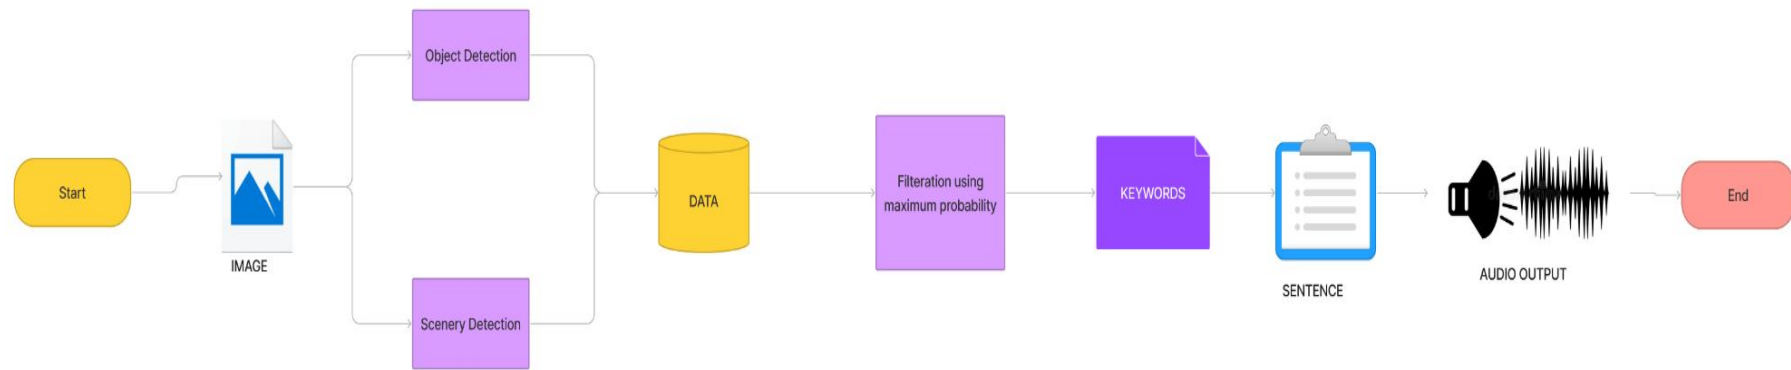 Start
IMAGE
Object Detection
Scenery Detection
DATA
Filteration using
maximum probability
KEYWORDS
SENTENCE
AUDIO OUTPUT
End